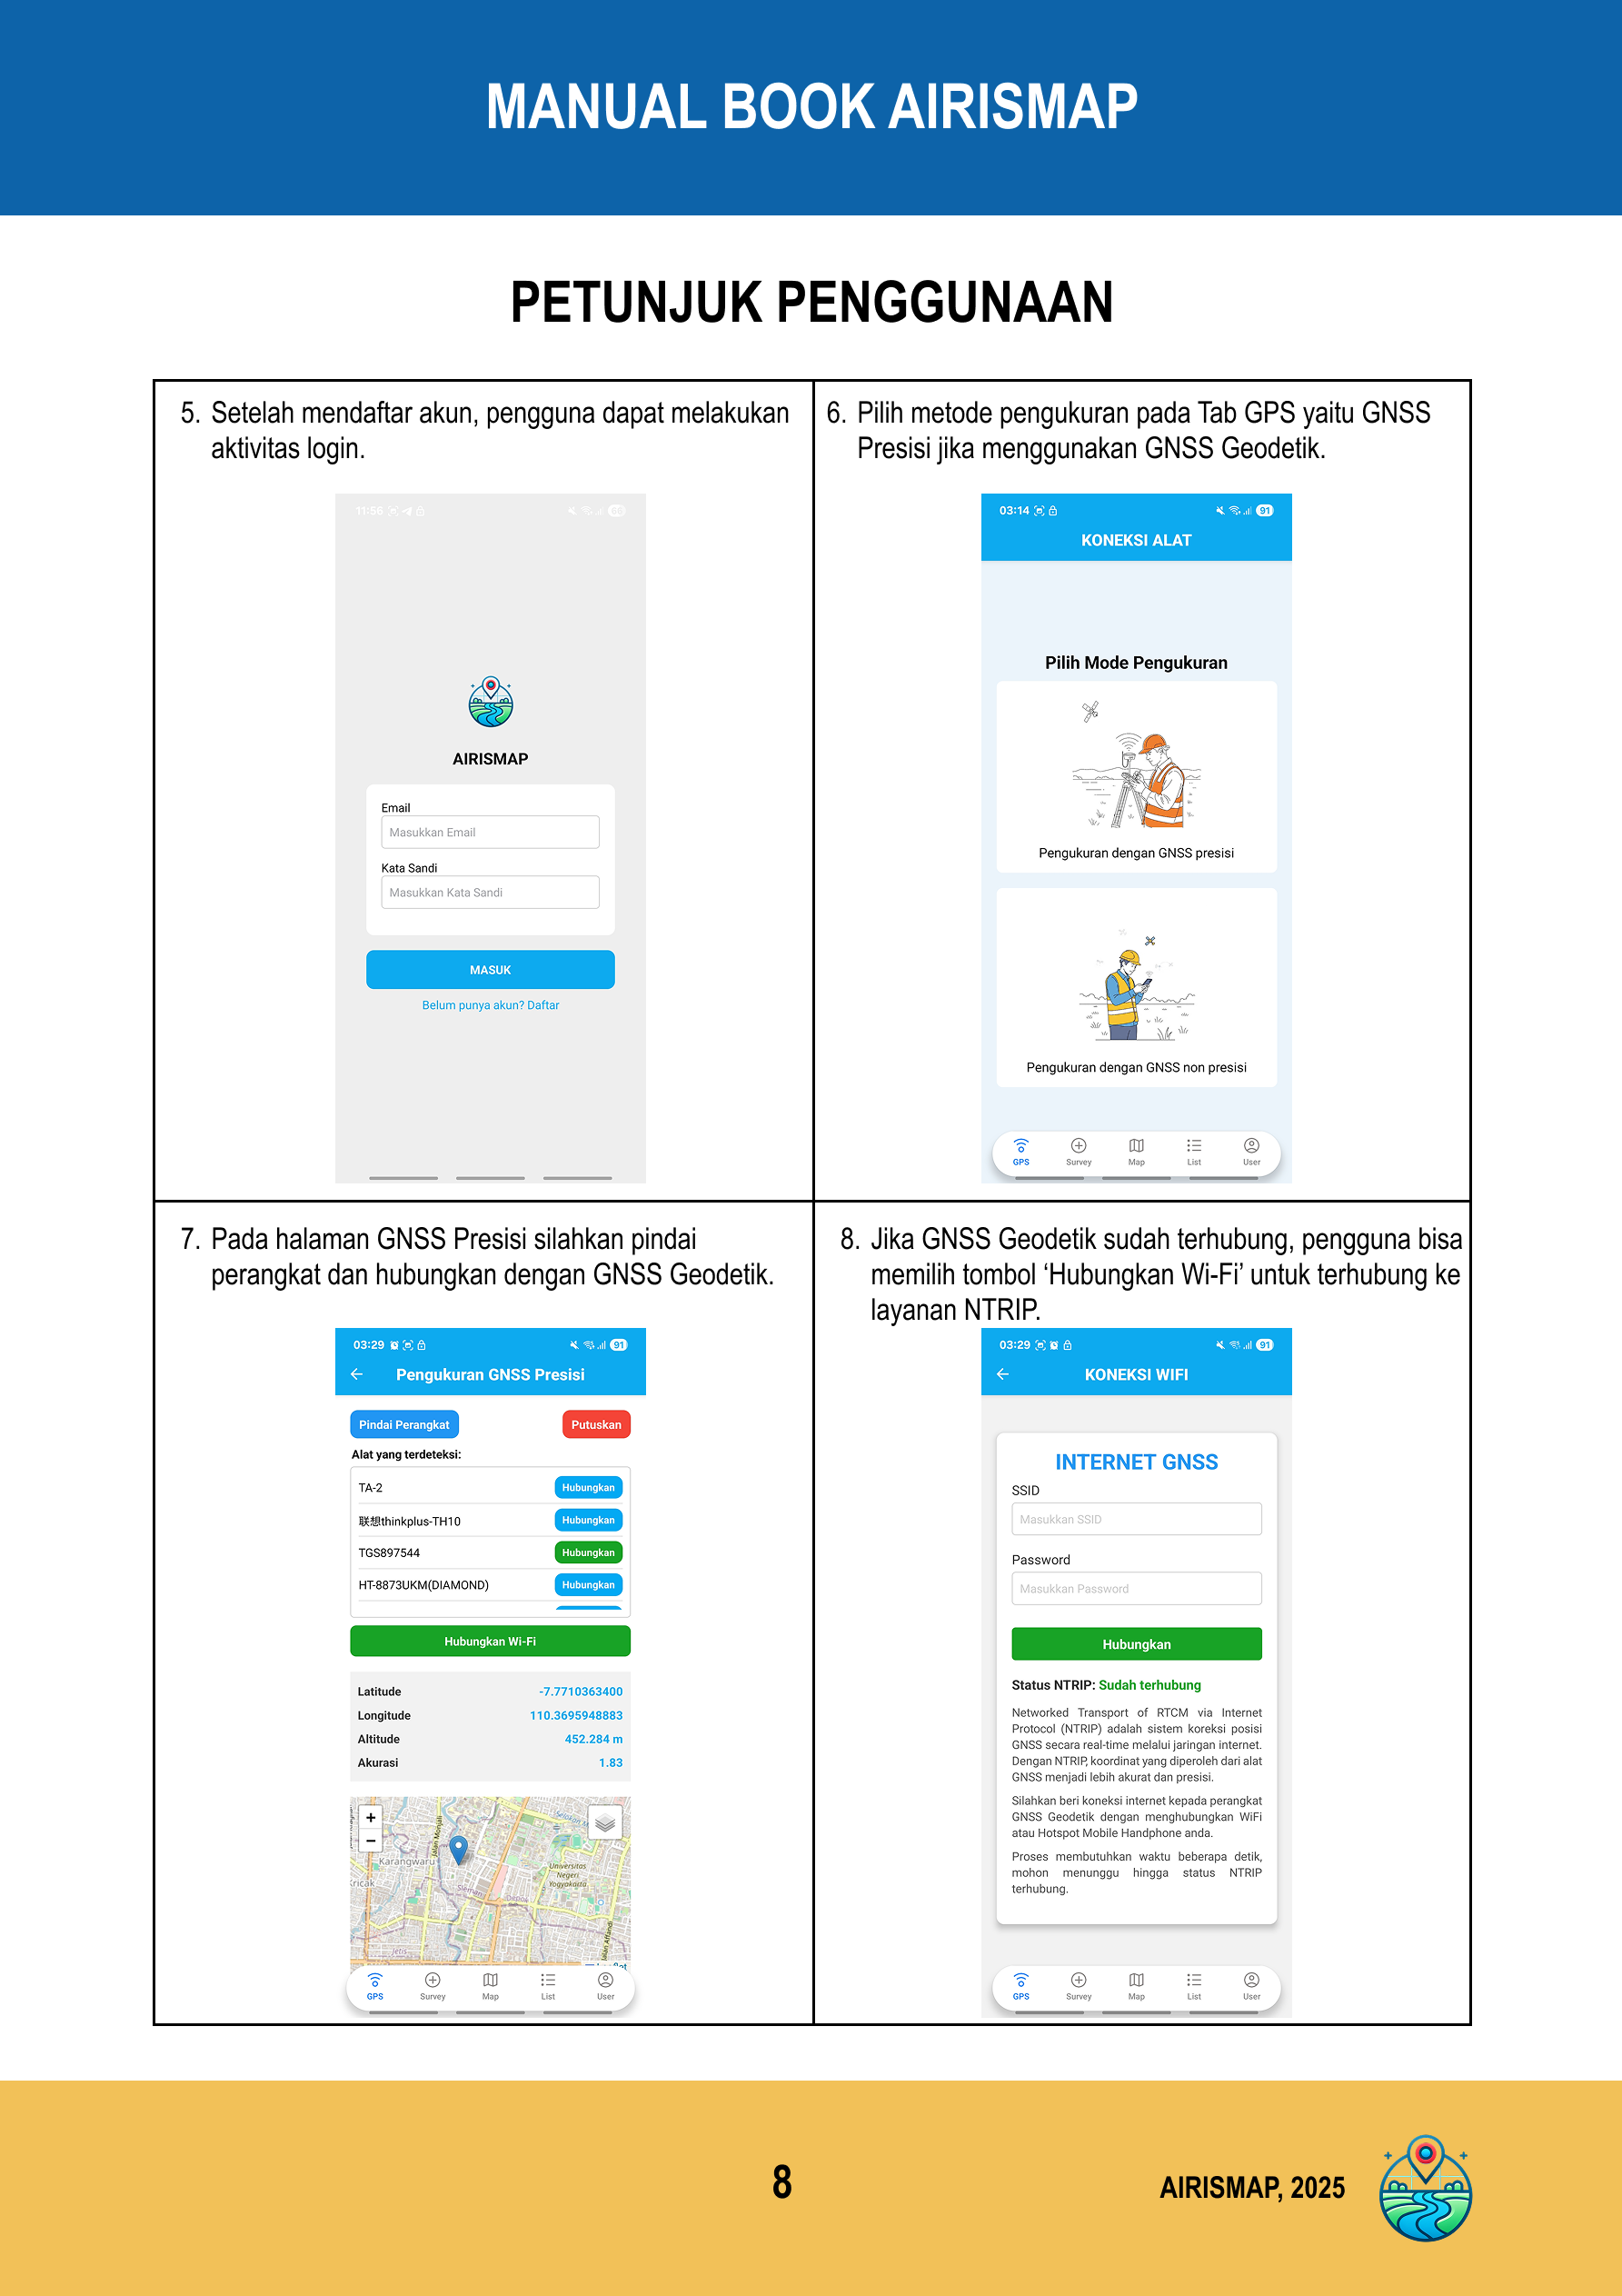 MANUAL BOOK AIRISMAP
PETUNJUK PENGGUNAAN
5. Setelah mendaftar akun, pengguna dapat melakukan
aktivitas login.
11:56
AIRISMAP
Email
Masukkan Email
Kata Sandi
Masukkan Kata Sandi
MASUK
Belum punya akun? Daftar
6. Pilih metode pengukuran pada Tab GPS yaitu GNSS
Presisi jika menggunakan GNSS Geodetik.
03:14 91
KONEKSI ALAT
Pilih Mode Pengukuran
Pengukuran dengan GNSS presisi
Pengukuran dengan GNSS non presisi
GPS Survey Map List User
7. Pada halaman GNSS Presisi silahkan pindai
perangkat dan hubungkan dengan GNSS Geodetik.
03:29 91
Pengukuran GNSS Presisi
Pindai Perangkat Putuskan
Alat yang terdeteksi:
TA-2 Hubungkan
联想thinkplus-TH10 Hubungkan
TGS897544 Hubungkan
HT-8873UKM(DIAMOND) Hubungkan
Hubungkan Wi-Fi
Latitude -7.7710363400
Longitude 110.3695948883
Altitude 452.284 m
Akurasi 1.83
+
−
Jalan Monjali
Karangwaru
Universitas
Negeri
Yogyakarta
Kricak
Sleman
Depok
Jetis
Jalan Affandi
GPS Survey Map List User
8. Jika GNSS Geodetik sudah terhubung, pengguna bisa
memilih tombol ‘Hubungkan Wi-Fi’ untuk terhubung ke
layanan NTRIP.
03:29 91
KONEKSI WIFI
INTERNET GNSS
SSID
Masukkan SSID
Password
Masukkan Password
Hubungkan
Status NTRIP: Sudah terhubung
Networked Transport of RTCM via Internet
Protocol (NTRIP) adalah sistem koreksi posisi
GNSS secara real-time melalui jaringan internet.
Dengan NTRIP, koordinat yang diperoleh dari alat
GNSS menjadi lebih akurat dan presisi.
Silahkan beri koneksi internet kepada perangkat
GNSS Geodetik dengan menghubungkan WiFi
atau Hotspot Mobile Handphone anda.
Proses membutuhkan waktu beberapa detik,
mohon menunggu hingga status NTRIP
terhubung.
GPS Survey Map List User
8
AIRISMAP, 2025